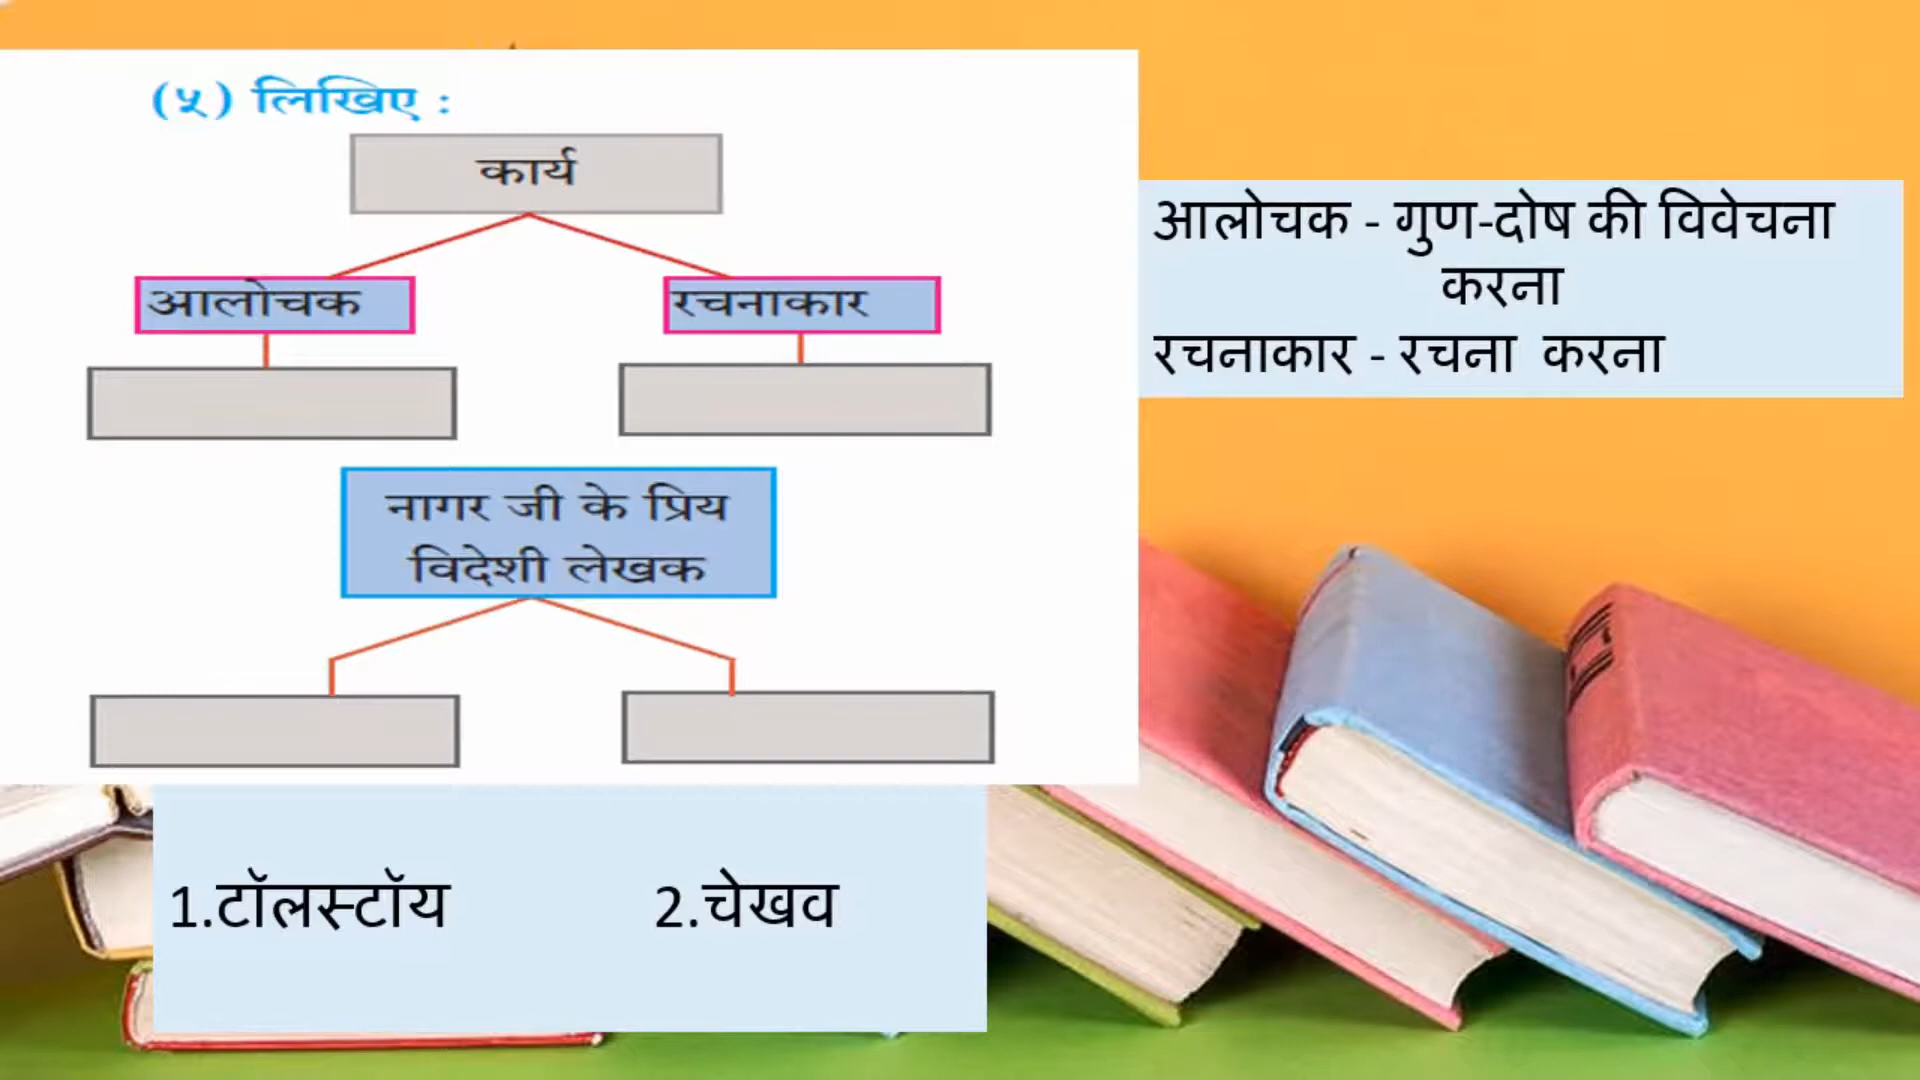 (५) लिखिए :
कार्य
आलोचक
रचनाकार
नागर जी के प्रिय
विदेशी लेखक
आलोचक - गुण-दोष की विवेचना
करना
रचनाकार - रचना करना
1.टॉलस्टॉय 2.चेखव